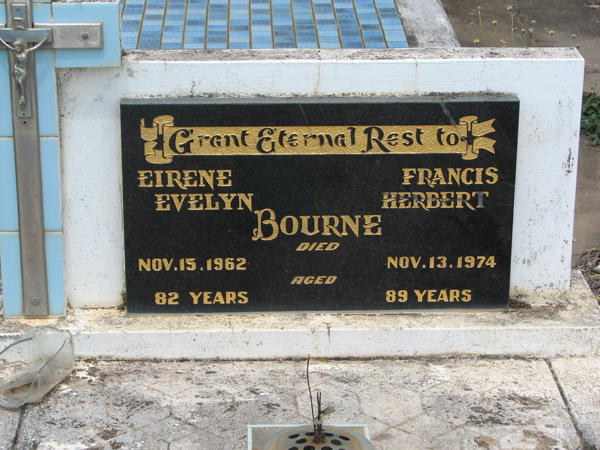 Grant Eternal Rest to
EIRENE FRANCIS
EVELYN HERBERT
BOURNE
DIED
NOV. 15. 1962 NOV. 13. 1974
AGED
82 YEARS 89 YEARS